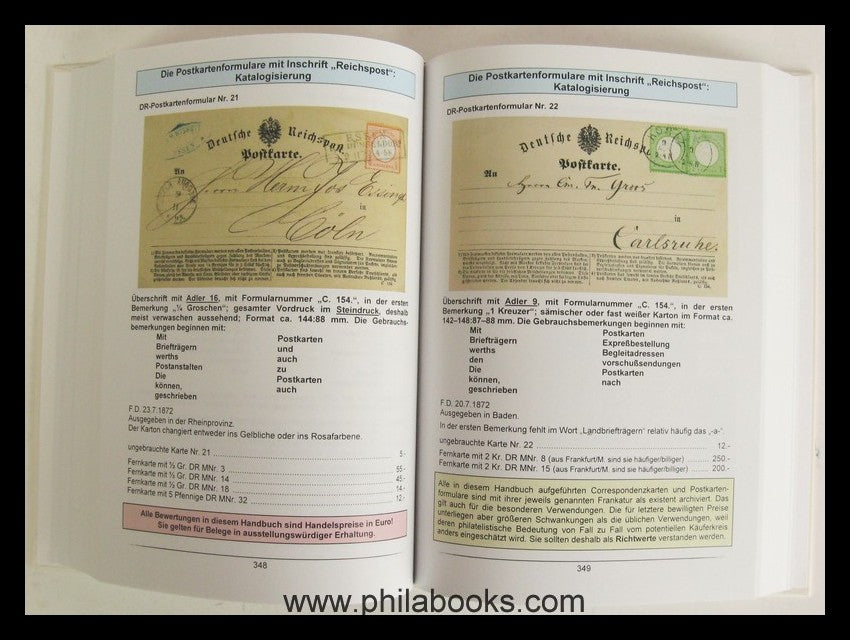 Die Postkartenformulare mit Inschrift „Reichspost“:
Katalogisierung
DR-Postkartenformular Nr. 21
Deutsche Reichspost.
Postkarte.
An
in
Cöln
Überschrift mit Adler 16, mit Formularnummer „C. 154.“, in der ersten
Bemerkung „¼ Groschen“; gesamter Vordruck im Steindruck, deshalb
meist verwaschen aussehend; Format ca. 144:88 mm. Die Gebrauchs-
bemerkungen beginnen mit:
Mit Postkarten
Briefträgern und
werths auch
Postanstalten zu
Die Postkarten
können, auch
geschrieben
F.D. 23.7.1872
Ausgegeben in der Rheinprovinz.
Der Karton changiert entweder ins Gelbliche oder ins Rosafarbene.
ungebrauchte Karte Nr. 21 5.-
Fernkarte mit ½ Gr. DR MNr. 3 55.-
Fernkarte mit ½ Gr. DR MNr. 14 45.-
Fernkarte mit ½ Gr. DR MNr. 18 14.-
Fernkarte mit 5 Pfennige DR MNr. 32 12.-
Alle Bewertungen in diesem Handbuch sind Handelspreise in Euro!
Sie gelten für Belege in ausstellungswürdiger Erhaltung.
348
Die Postkartenformulare mit Inschrift „Reichspost“:
Katalogisierung
DR-Postkartenformular Nr. 22
Deutsche Reichspost.
Postkarte.
An
in
Carlsruhe.
Überschrift mit Adler 9, mit Formularnummer „C. 154.“, in der ersten
Bemerkung „1 Kreuzer“; sämischer oder fast weißer Karton im Format ca.
142–148:87–88 mm. Die Gebrauchsbemerkungen beginnen mit:
Mit Postkarten
Briefträgern Expreßbestellung
werths Begleitadressen
den vorschußsendungen
Die Postkarten
können, nach
geschrieben
F.D. 20.7.1872
Ausgegeben in Baden.
In der ersten Bemerkung fehlt im Wort „Landbriefträgern“ relativ häufig das „-a-“.
ungebrauchte Karte Nr. 22 12.-
Fernkarte mit 2 Kr. DR MNr. 8 (aus Frankfurt/M. sind sie häufiger/billiger) 250.-
Fernkarte mit 2 Kr. DR MNr. 15 (aus Frankfurt/M. sind sie häufiger/billiger) 200.-
Alle in diesem Handbuch aufgeführten Correspondenzkarten und Postkarten-
formulare sind mit ihrer jeweils genannten Frankatur als existent archiviert. Das
gilt auch für die besonderen Verwendungen. Die für letztere bewilligten Preise
unterliegen aber größeren Schwankungen als die üblichen Verwendungen, weil
deren philatelistische Bedeutung von Fall zu Fall vom potentiellen Käuferkreis
anders eingeschätzt wird. Sie sollten deshalb als Richtwerte verstanden werden.
349
www.philabooks.com